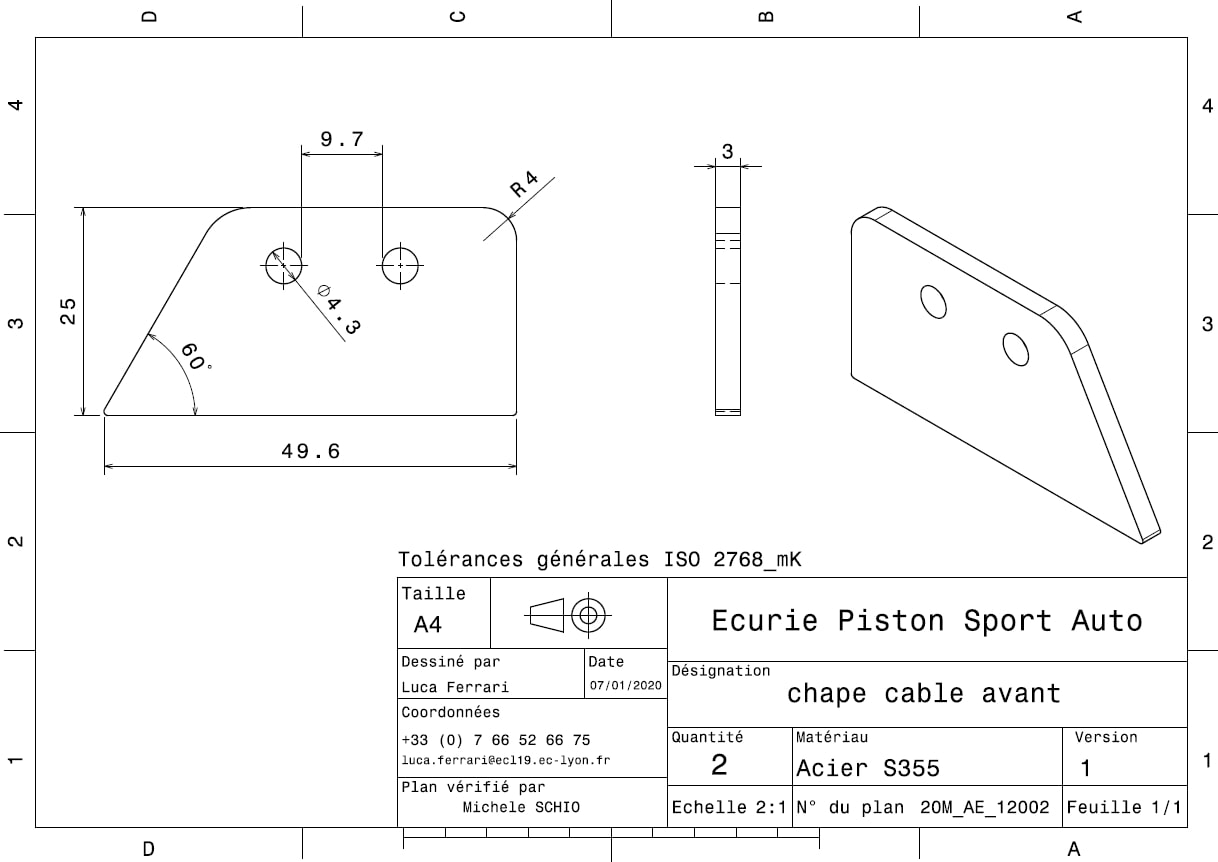 D C B A
4 4
9.7
3
R4
25
⌀4.3
3 3
60°
49.6
2 2
Tolérances générales ISO 2768_mK
Taille
A4
Ecurie Piston Sport Auto
Dessiné par
Luca Ferrari
Date
07/01/2020
Désignation
chape cable avant
Coordonnées
+33 (0) 7 66 52 66 75
luca.ferrari@ecl19.ec-lyon.fr
Quantité
2
Matériau
Acier S355
Version
1
Plan vérifié par
Michele SCHIO
Echelle 2:1
N° du plan 20M_AE_12002
Feuille 1/1
1 1
D A